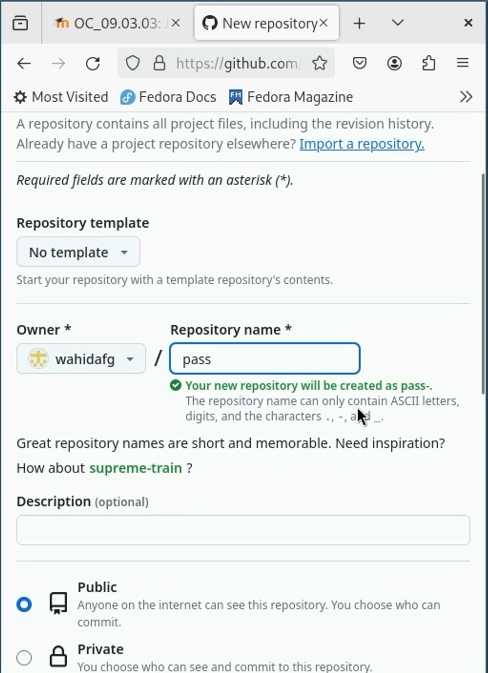 OC_09.03.03:
New repository
https://github.com/
Most Visited
Fedora Docs
Fedora Magazine
A repository contains all project files, including the revision history.
Already have a project repository elsewhere? Import a repository.
Required fields are marked with an asterisk (*).
Repository template
No template
Start your repository with a template repository's contents.
Owner *
Repository name *
wahidafg / pass
Your new repository will be created as pass-.
The repository name can only contain ASCII letters,
digits, and the characters ., -, and _.
Great repository names are short and memorable. Need inspiration?
How about supreme-train ?
Description (optional)
Public
Anyone on the internet can see this repository. You choose who can
commit.
Private
You choose who can see and commit to this repository.